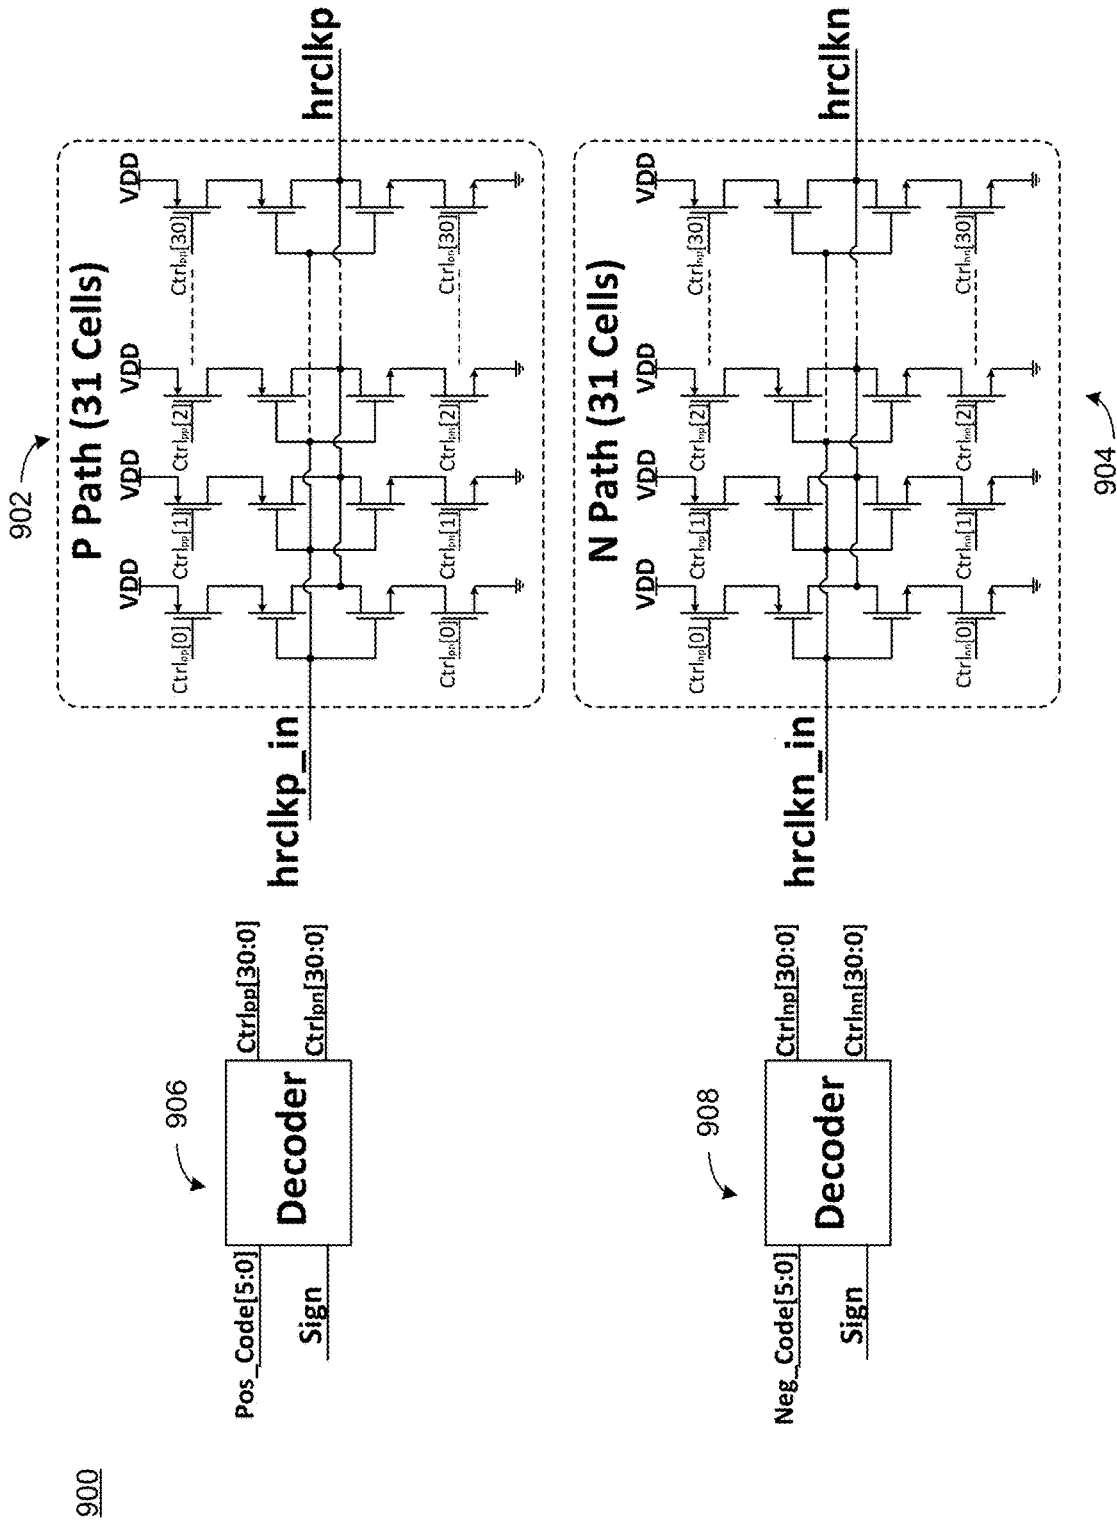 900
Pos_Code[5:0]
Sign
Decoder
906
Ctrlpp[30:0]
Ctrlpn[30:0]
hrclkp_in
902
P Path (31 Cells)
VDD
VDD
VDD
VDD
Ctrlpp[0]
Ctrlpp[1]
Ctrlpp[2]
Ctrlpp[30]
Ctrlpn[0]
Ctrlpn[1]
Ctrlpn[2]
Ctrlpn[30]
hrclkp
Neg_Code[5:0]
Sign
Decoder
908
Ctrlnp[30:0]
Ctrlnn[30:0]
hrclkn_in
N Path (31 Cells)
VDD
VDD
VDD
VDD
Ctrlnp[0]
Ctrlnp[1]
Ctrlnp[2]
Ctrlnp[30]
Ctrlnn[0]
Ctrlnn[1]
Ctrlnn[2]
Ctrlnn[30]
hrclkn
904